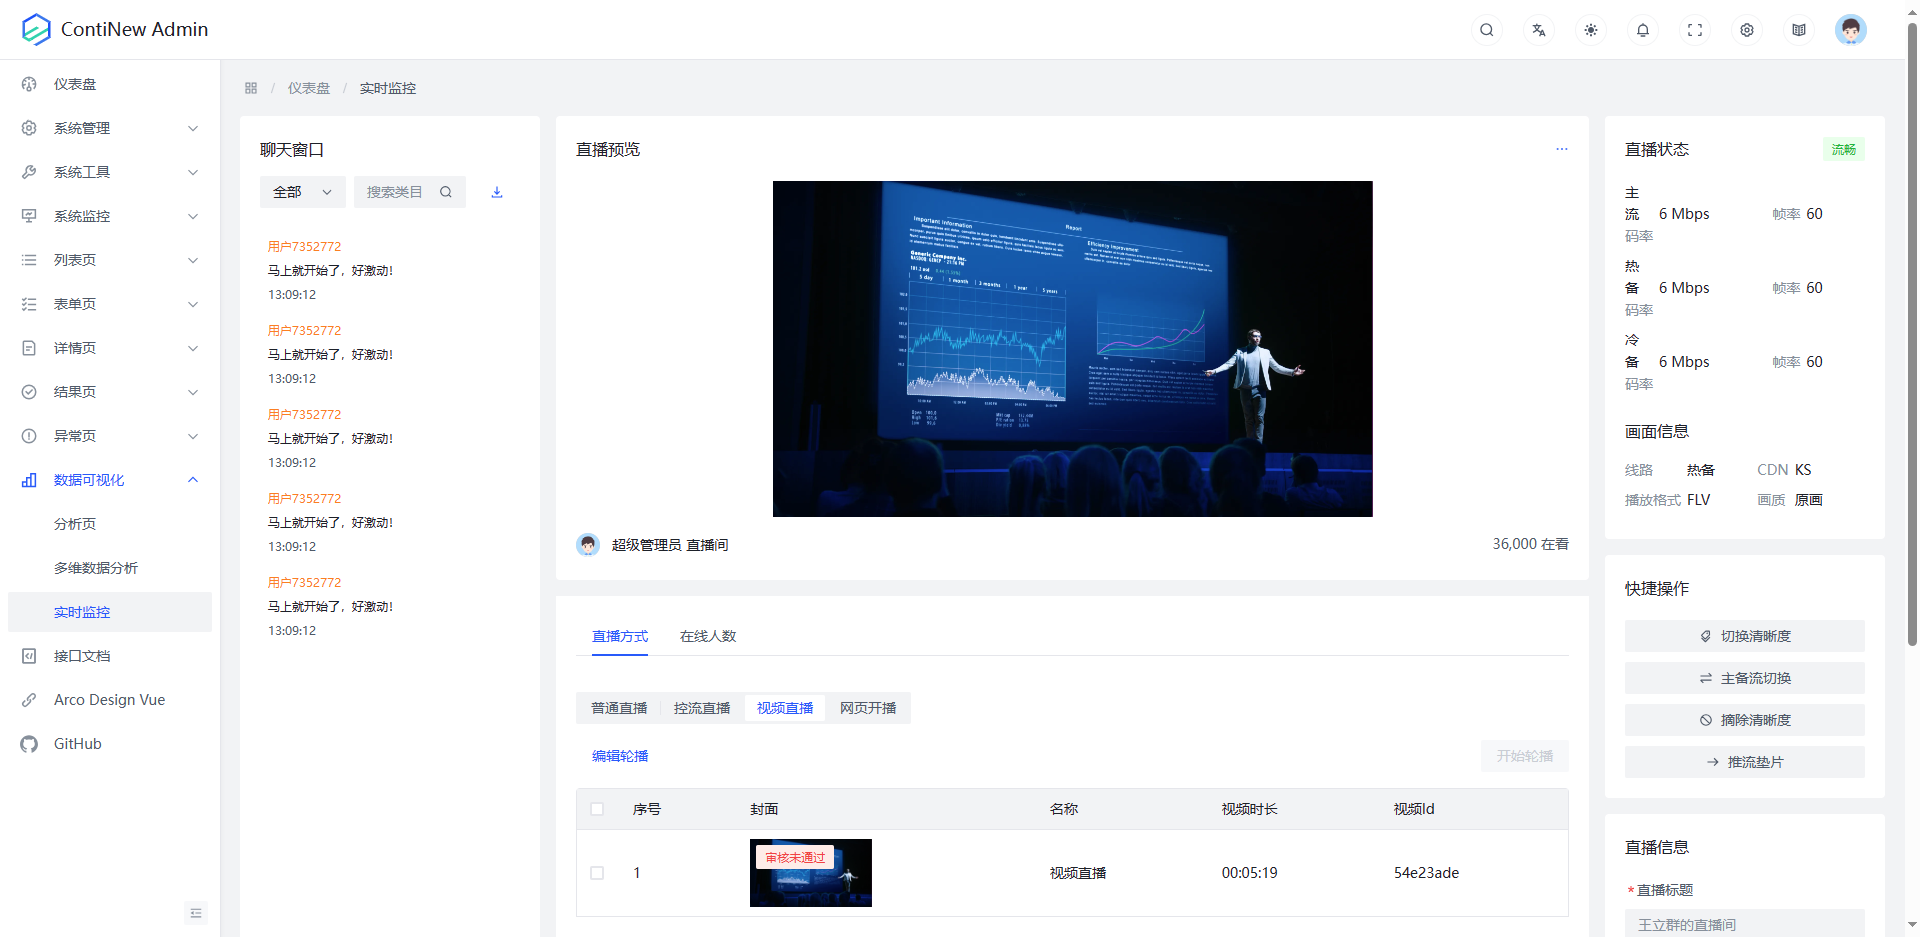 ContiNew Admin
仪表盘
系统管理
系统工具
系统监控
列表页
表单页
详情页
结果页
异常页
数据可视化
分析页
多维数据分析
实时监控
接口文档
Arco Design Vue
GitHub
/ 仪表盘 / 实时监控
聊天窗口
全部
搜索类目
用户7352772
马上就开始了，好激动!
13:09:12
用户7352772
马上就开始了，好激动!
13:09:12
用户7352772
马上就开始了，好激动!
13:09:12
用户7352772
马上就开始了，好激动!
13:09:12
用户7352772
马上就开始了，好激动!
13:09:12
直播预览
Important Information
Report
Efficiency Improvement
Generic Company Inc.
5 day
1 month
3 months
1 year
5 years
超级管理员 直播间
36,000 在看
直播方式
在线人数
普通直播
控流直播
视频直播
网页开播
编辑轮播
开始轮播
序号 封面 名称 视频时长 视频Id
审核未通过
1 视频直播 00:05:19 54e23ade
直播状态
流畅
主
流 6 Mbps 帧率 60
码率
热
备 6 Mbps 帧率 60
码率
冷
备 6 Mbps 帧率 60
码率
画面信息
线路 热备 CDN KS
播放格式 FLV 画质 原画
快捷操作
切换清晰度
主备流切换
摘除清晰度
推流垫片
直播信息
* 直播标题
王立群的直播间